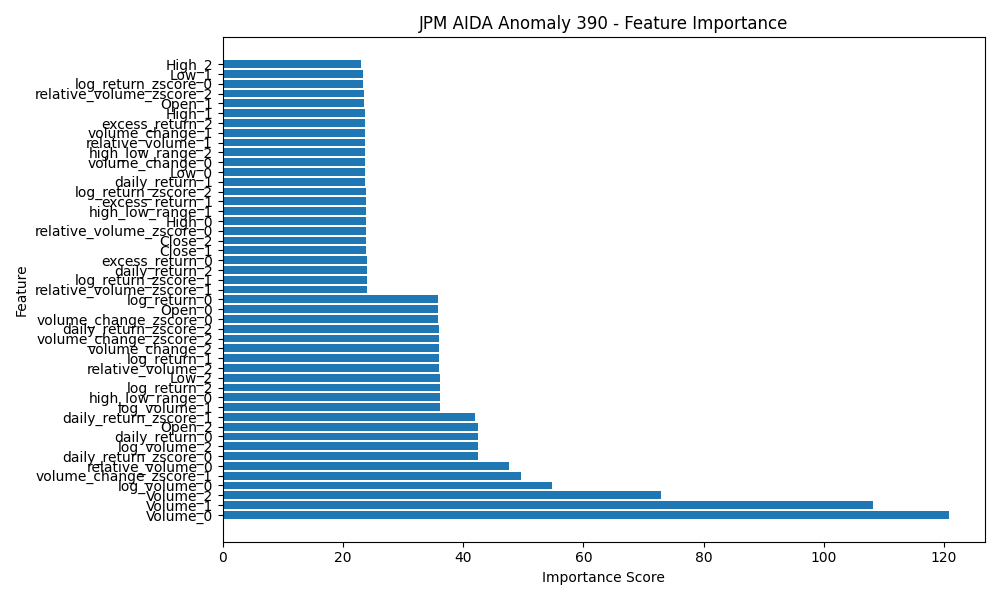 JPM AIDA Anomaly 390 - Feature Importance
High_2
Low_1
log_return_zscore_0
relative_volume_zscore_2
Open_1
High_1
excess_return_2
volume_change_1
relative_volume_1
high_low_range_2
volume_change_0
Low_0
daily_return_1
log_return_zscore_2
excess_return_1
high_low_range_1
High_0
relative_volume_zscore_0
Close_2
Close_1
excess_return_0
daily_return_2
log_return_zscore_1
relative_volume_zscore_1
log_return_0
Open_0
volume_change_zscore_0
daily_return_zscore_2
volume_change_zscore_2
volume_change_2
log_return_1
relative_volume_2
Low_2
log_return_2
high_low_range_0
log_volume_1
daily_return_zscore_1
Open_2
daily_return_0
log_volume_2
daily_return_zscore_0
relative_volume_0
volume_change_zscore_1
log_volume_0
Volume_2
Volume_1
Volume_0
Feature
0 20 40 60 80 100 120
Importance Score